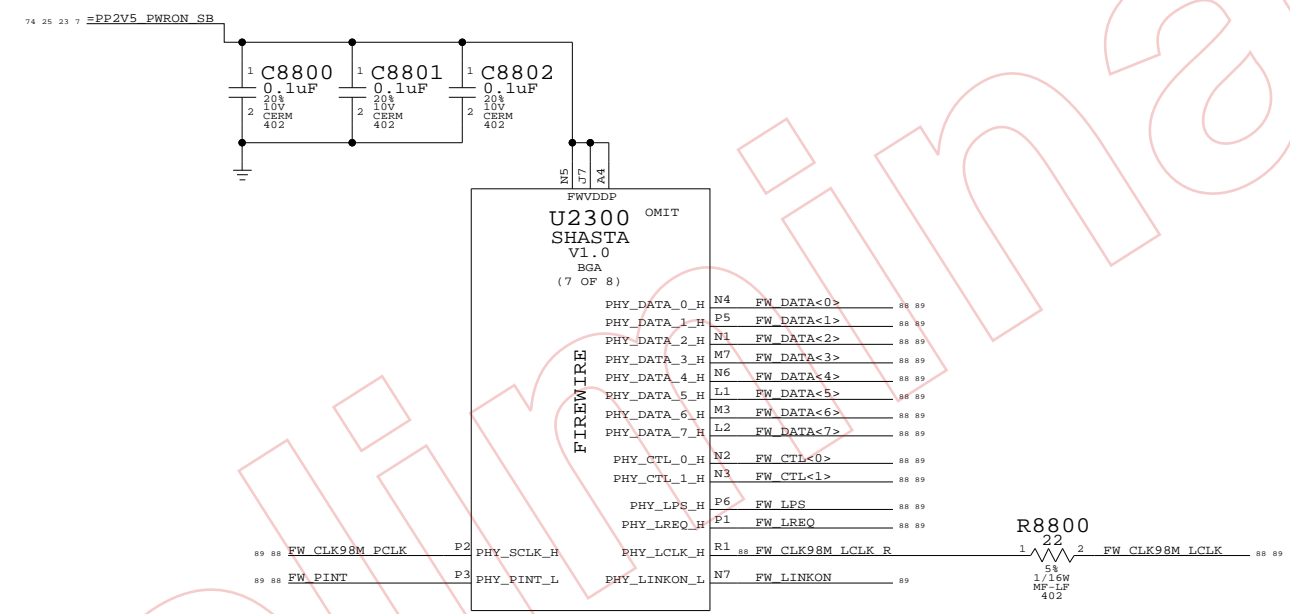 74 25 23 7 =PP2V5_PWRON_SB
1 C8800 1 C8801 1 C8802
0.1uF 0.1uF 0.1uF
20% 20% 20%
10V 10V 10V
2 CERM 2 CERM 2 CERM
402 402 402
N5 J7 A4
FWVDDP
U2300 OMIT
SHASTA
V1.0
BGA
(7 OF 8)
FIREWIRE
PHY_DATA_0_H N4 FW_DATA<0> 88 89
PHY_DATA_1_H P5 FW_DATA<1> 88 89
PHY_DATA_2_H N1 FW_DATA<2> 88 89
PHY_DATA_3_H M7 FW_DATA<3> 88 89
PHY_DATA_4_H N6 FW_DATA<4> 88 89
PHY_DATA_5_H L1 FW_DATA<5> 88 89
PHY_DATA_6_H M3 FW_DATA<6> 88 89
PHY_DATA_7_H L2 FW_DATA<7> 88 89
PHY_CTL_0_H N2 FW_CTL<0> 88 89
PHY_CTL_1_H N3 FW_CTL<1> 88 89
PHY_LPS_H P6 FW_LPS 88 89
PHY_LREQ_H P1 FW_LREQ 88 89
89 88 FW_CLK98M_PCLK P2 PHY_SCLK_H PHY_LCLK_H R1 88 FW_CLK98M_LCLK_R
R8800
22
1 2 FW_CLK98M_LCLK 88 89
5%
1/16W
MF-LF
402
89 88 FW_PINT P3 PHY_PINT_L PHY_LINKON_L N7 FW_LINKON 89
limina